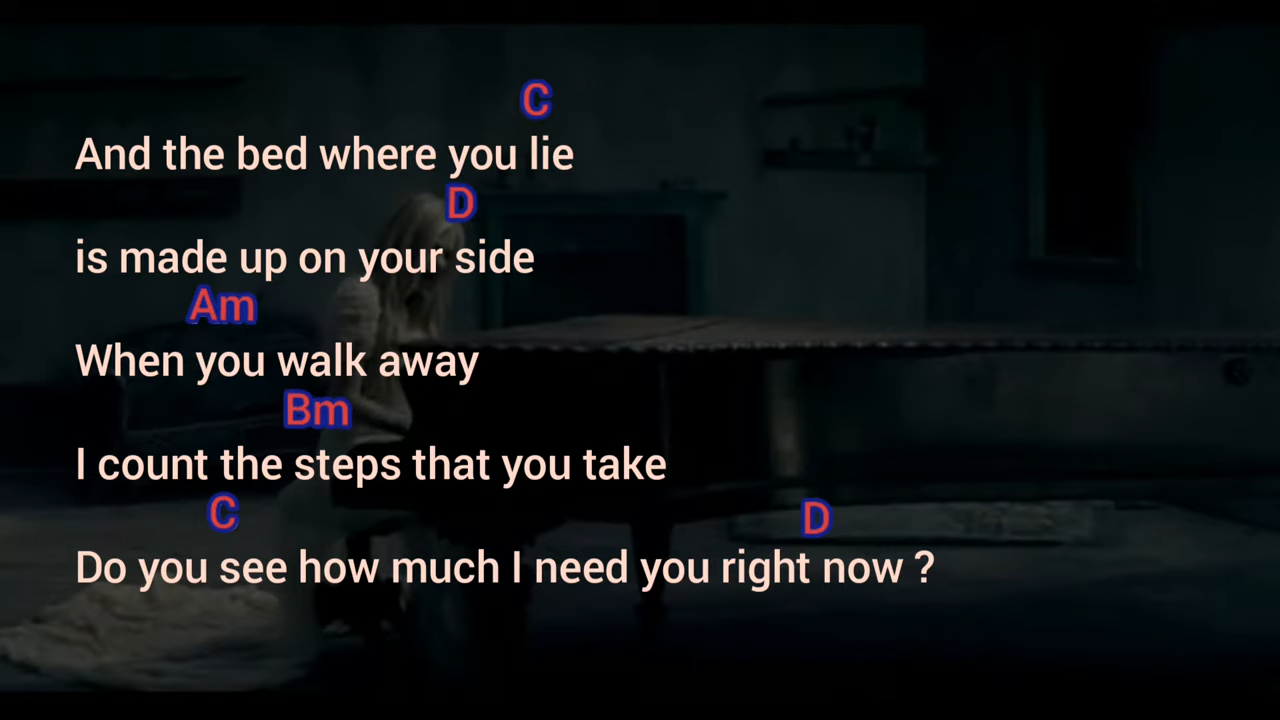 C
And the bed where you lie
D
is made up on your side
Am
When you walk away
Bm
I count the steps that you take
C D
Do you see how much I need you right now ?